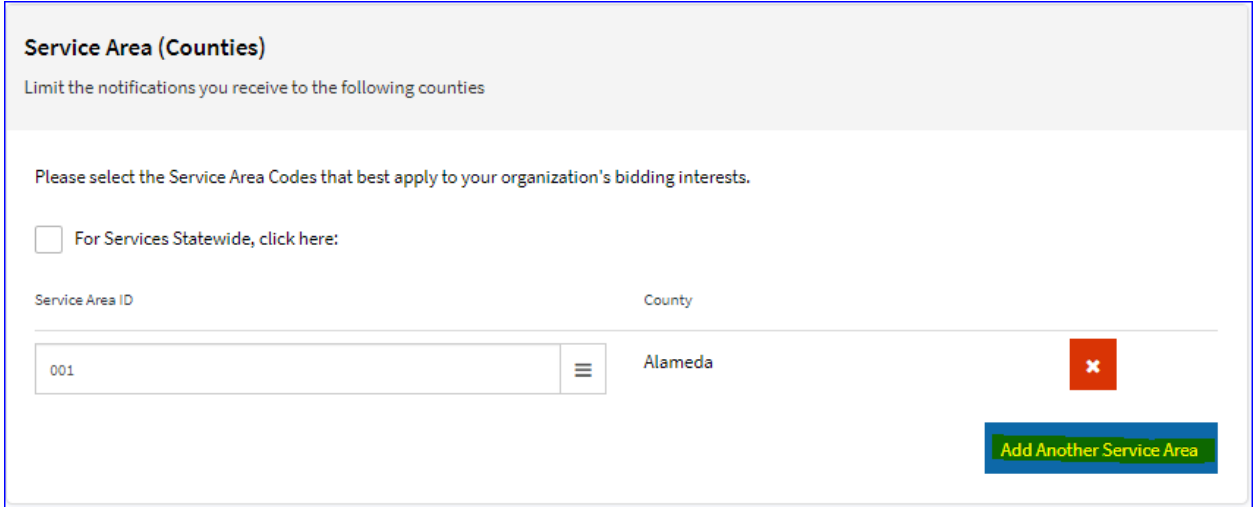 Service Area (Counties)
Limit the notifications you receive to the following counties
Please select the Service Area Codes that best apply to your organization's bidding interests.
For Services Statewide, click here:
Service Area ID County
001 Alameda
Add Another Service Area